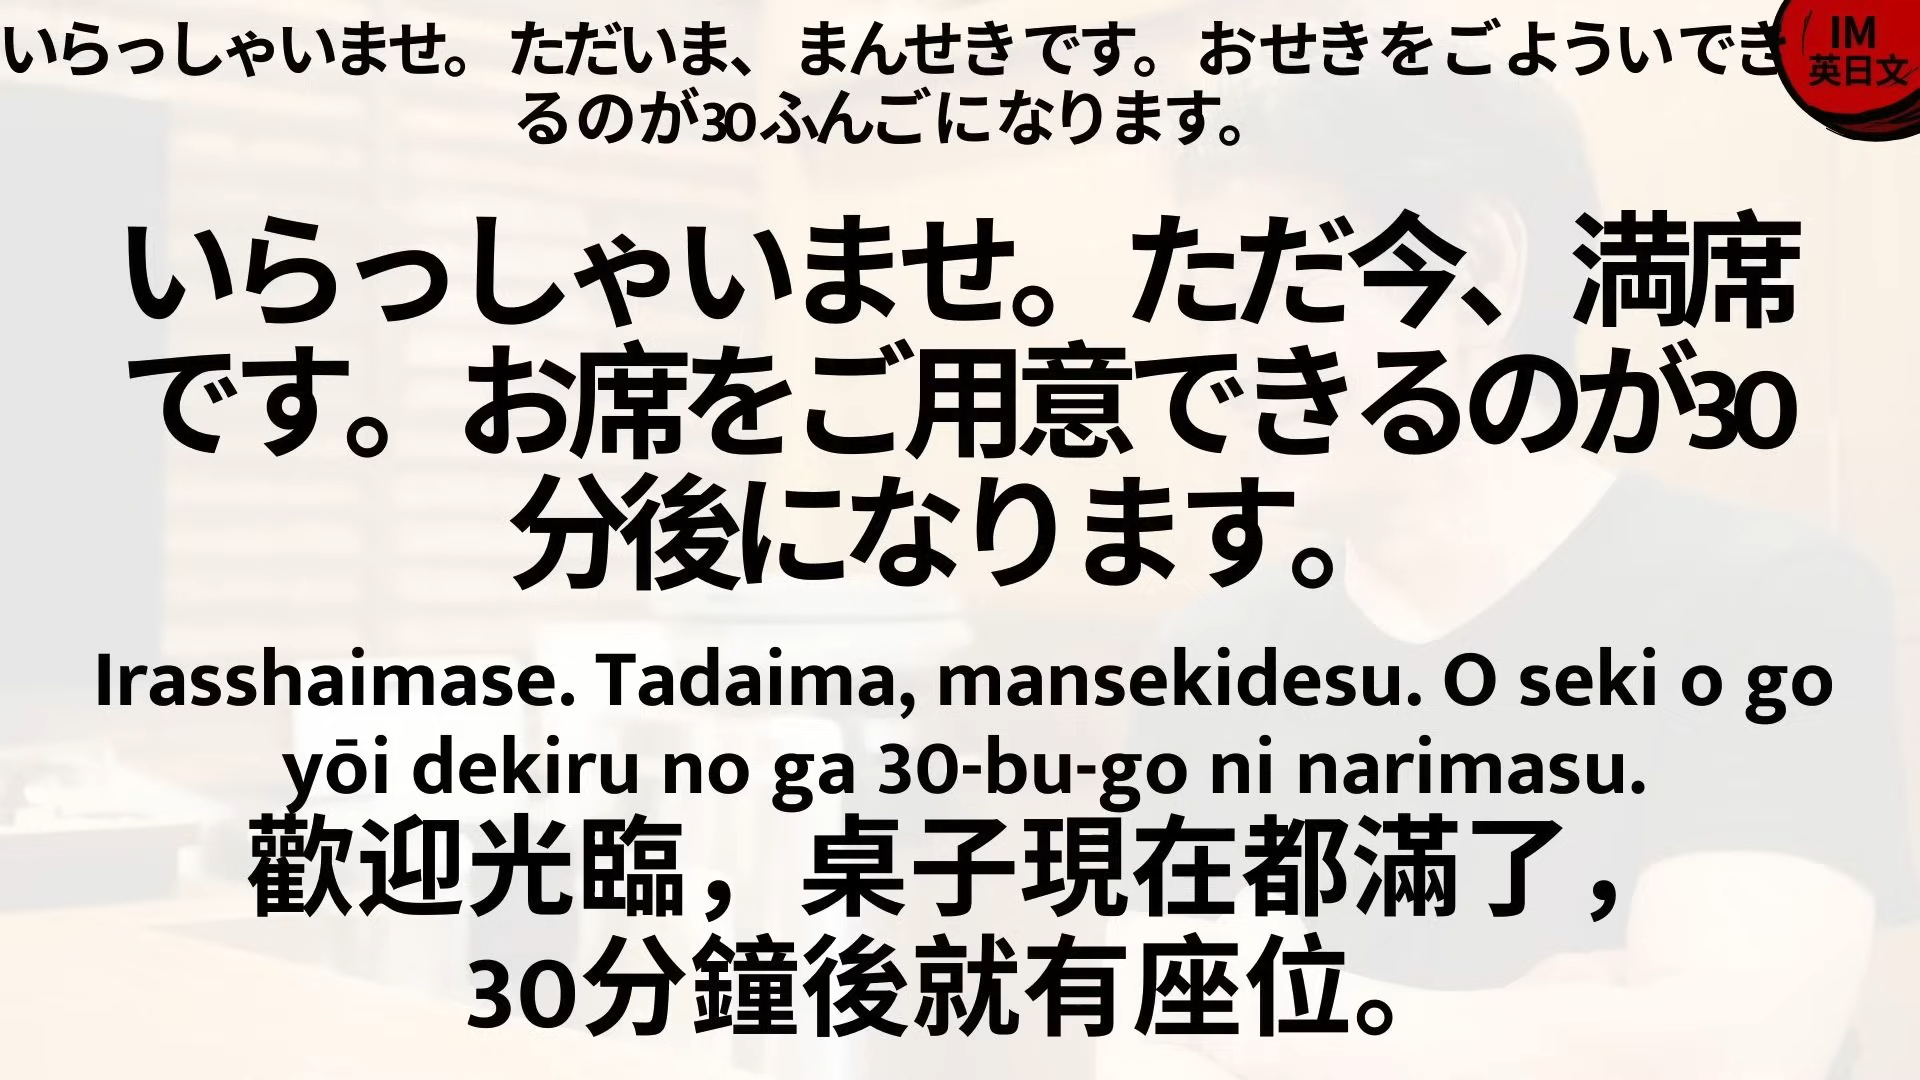 いらっしゃいませ。ただいま、まんせきです。おせきをごよういでき
るのが30ふんごになります。
IM
英日文
いらっしゃいませ。ただ今、満席
です。お席をご用意できるのが30
分後になります。
Irasshaimase. Tadaima, mansekidesu. O seki o go
yōi dekiru no ga 30-bu-go ni narimasu.
歡迎光臨，桌子現在都滿了，
30分鐘後就有座位。